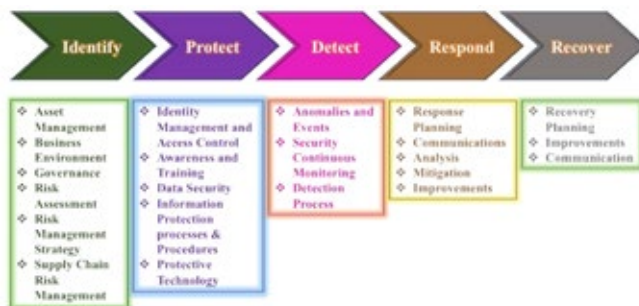 Identify
Protect
Detect
Respond
Recover
❖ Asset
Management
❖ Business
Environment
❖ Governance
❖ Risk
Assessment
❖ Risk
Management
Strategy
❖ Supply Chain
Risk
Management
❖ Identity
Management and
Access Control
❖ Awareness and
Training
❖ Data Security
❖ Information
Protection
processes &
Procedures
❖ Protective
Technology
❖ Anomalies and
Events
❖ Security
Continuous
Monitoring
❖ Detection
Process
❖ Response
Planning
❖ Communications
❖ Analysis
❖ Mitigation
❖ Improvements
❖ Recovery
Planning
❖ Improvements
❖ Communication